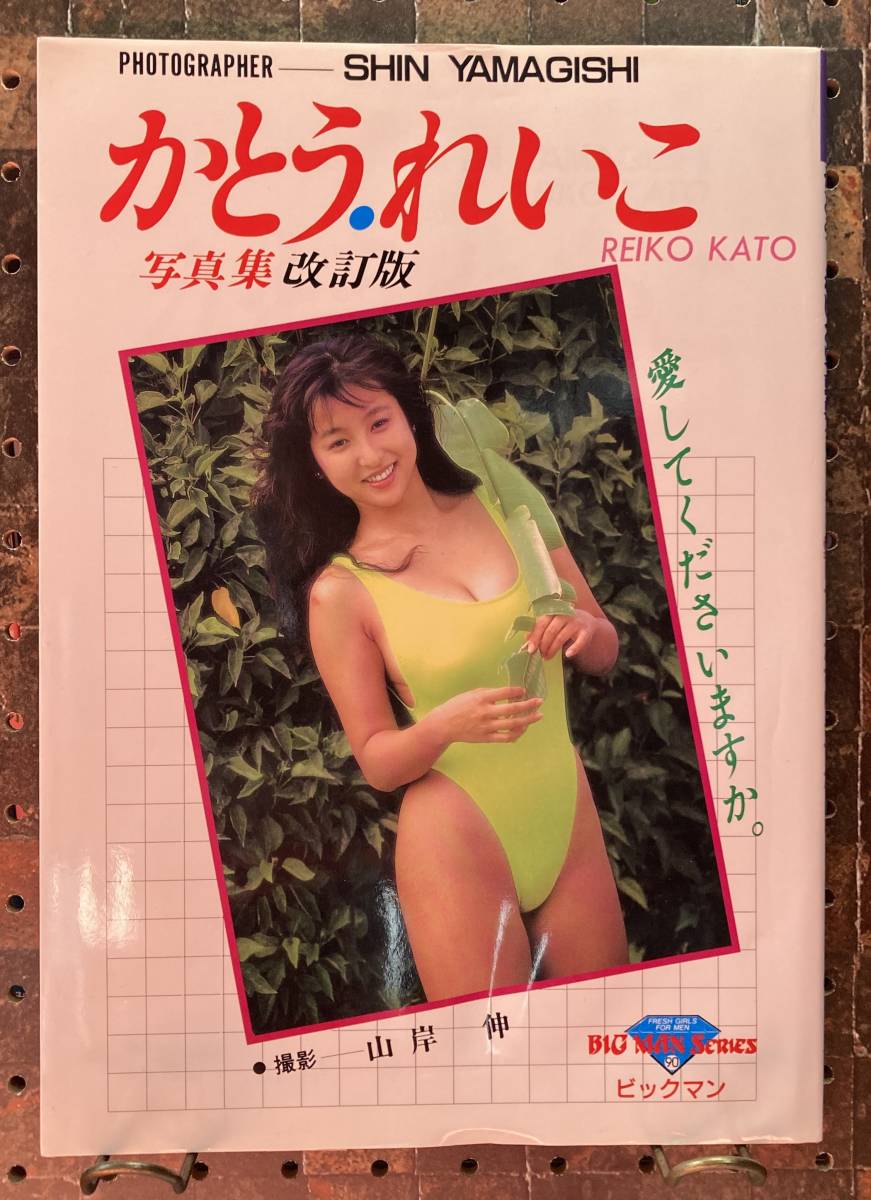 PHOTOGRAPHER — SHIN YAMAGISHI
かとう.れいこ
REIKO KATO
写真集 改訂版
愛してくださいますか。
●撮影—山岸 伸
FRESH GIRLS
FOR MEN
BIG MAN SERIES
90
ビックマン